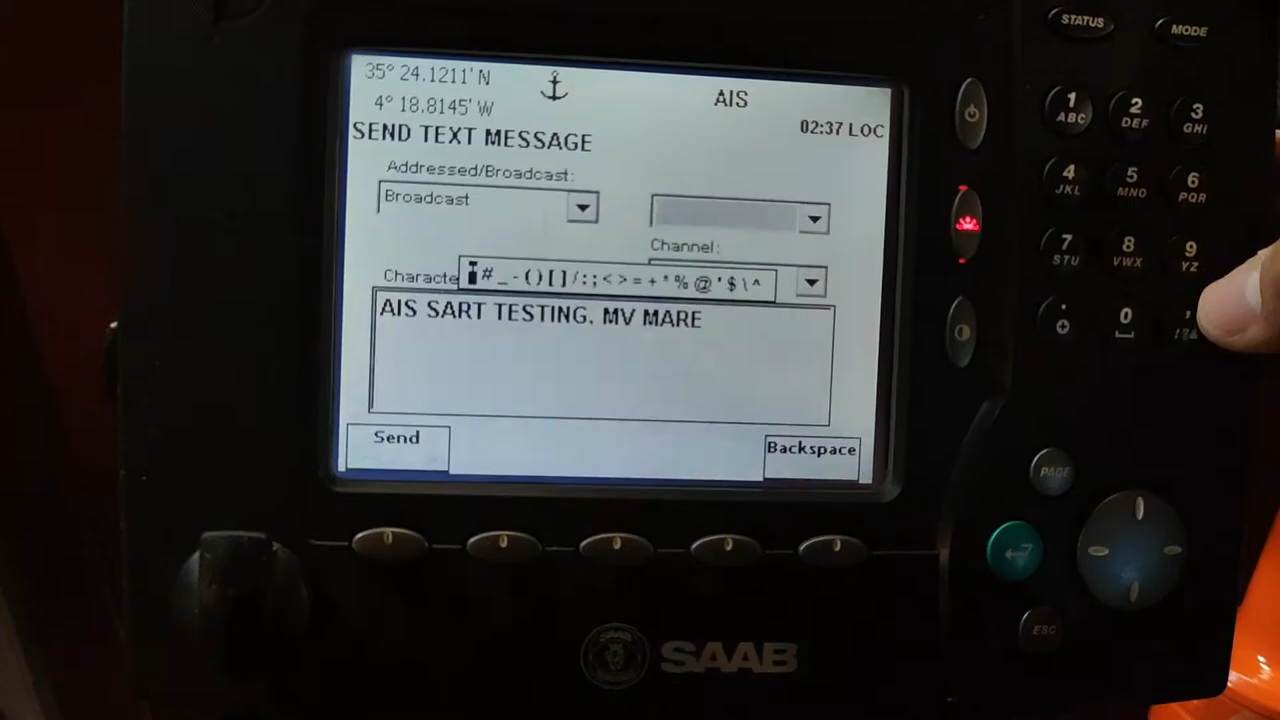 STATUS
MODE
35° 24.1211' N
AIS
4° 18.8145' W
02:37 LOC
SEND TEXT MESSAGE
Addressed/Broadcast:
Broadcast
Channel:
Characte
#_-()[]/:;<>=+*%@'$\^
AIS SART TESTING. MV MARE
Send
Backspace
1 ABC
2 DEF
3 GHI
4 JKL
5 MNO
6 PQR
7 STU
8 VWX
9 YZ
0
PAGE
ESC
SAAB
SAAB